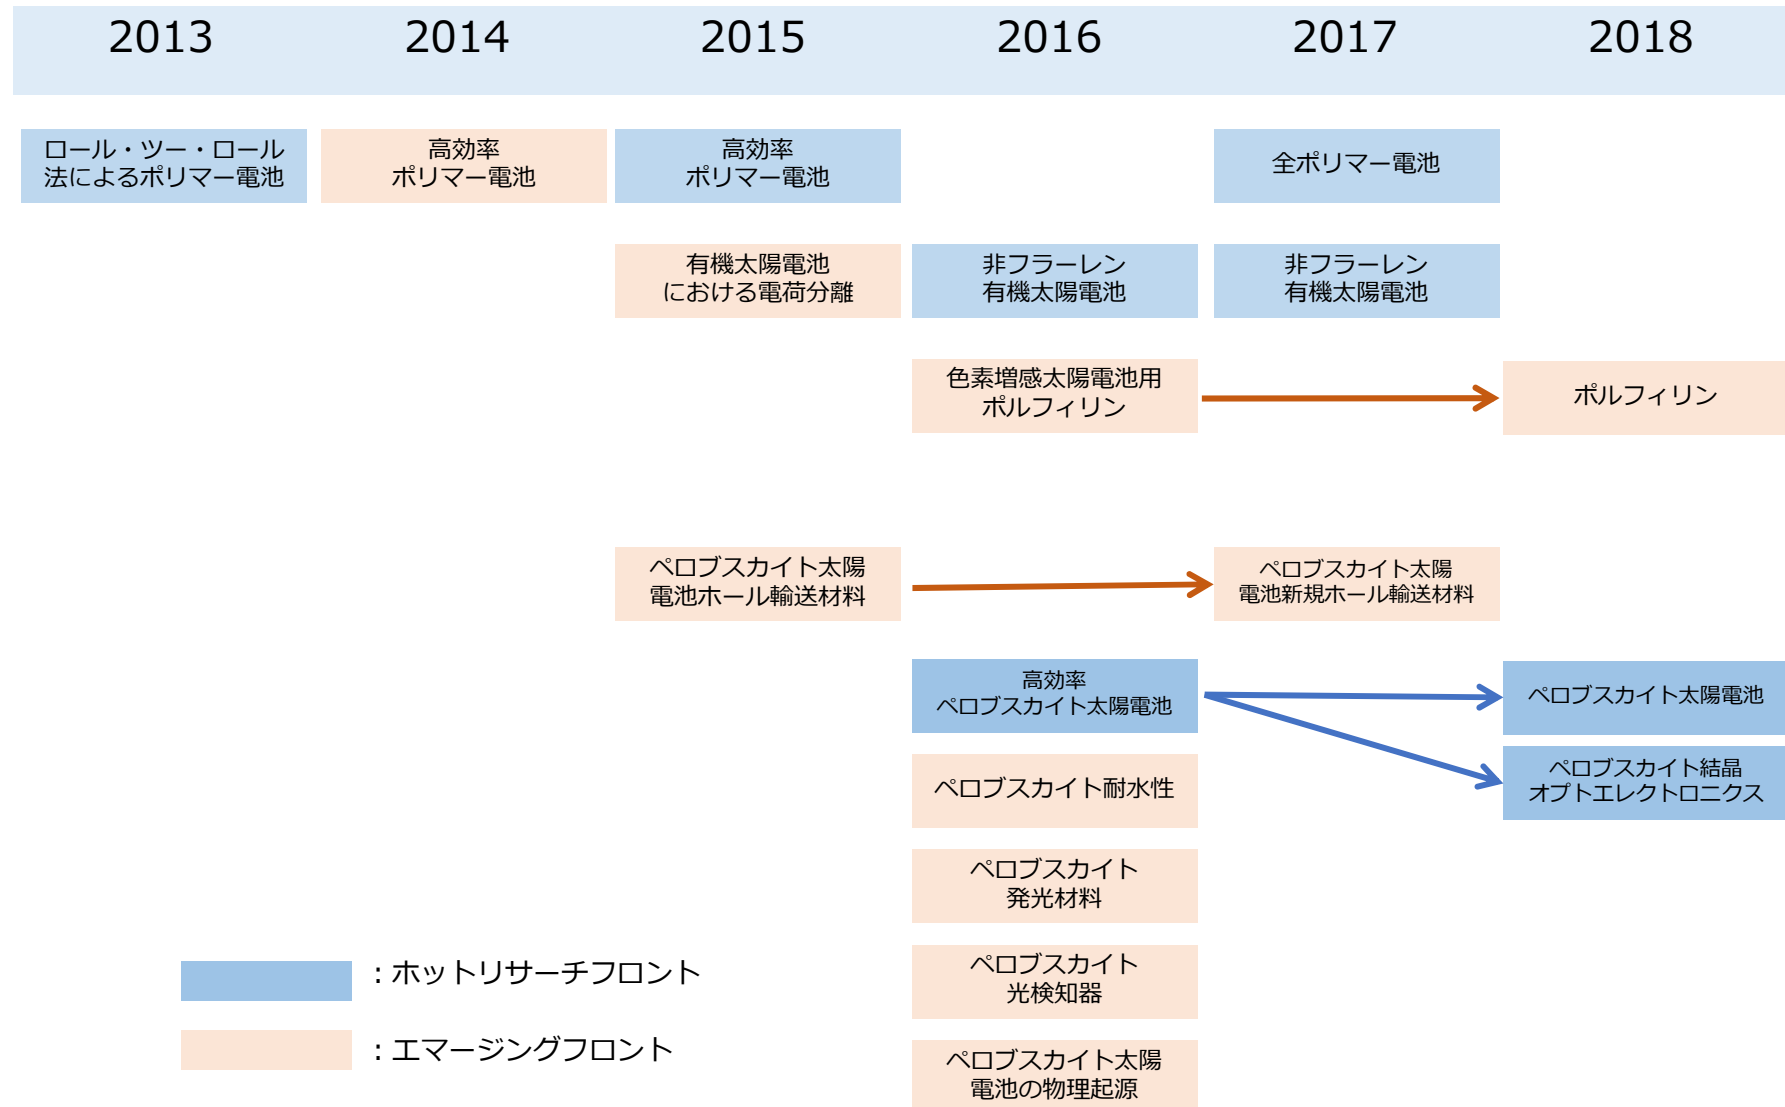 2013 2014 2015 2016 2017 2018
ロール・ツー・ロール
法によるポリマー電池
高効率
ポリマー電池
高効率
ポリマー電池
全ポリマー電池
有機太陽電池
における電荷分離
非フラーレン
有機太陽電池
非フラーレン
有機太陽電池
色素増感太陽電池用
ポルフィリン
ポルフィリン
ペロブスカイト太陽
電池ホール輸送材料
ペロブスカイト太陽
電池新規ホール輸送材料
高効率
ペロブスカイト太陽電池
ペロブスカイト太陽電池
ペロブスカイト耐水性
ペロブスカイト結晶
オプトエレクトロニクス
ペロブスカイト
発光材料
ペロブスカイト
光検知器
ペロブスカイト太陽
電池の物理起源
：ホットリサーチフロント
：エマージングフロント